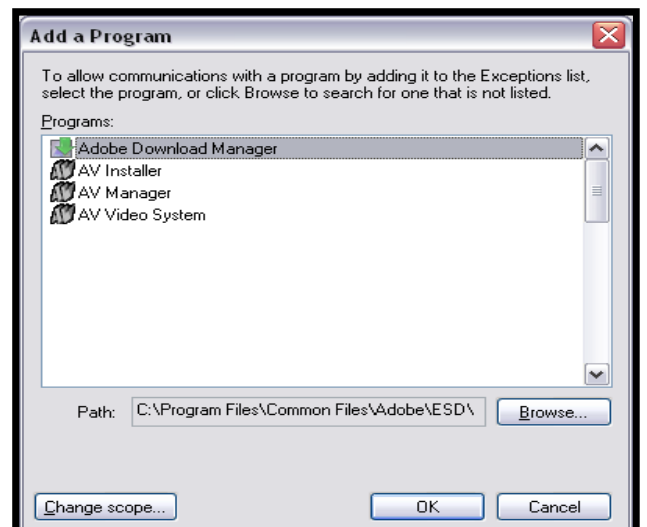 Add a Program
To allow communications with a program by adding it to the Exceptions list,
select the program, or click Browse to search for one that is not listed.
Programs:
Adobe Download Manager
AV Installer
AV Manager
AV Video System
Path: C:\Program Files\Common Files\Adobe\ESD\ Browse...
Change scope... OK Cancel